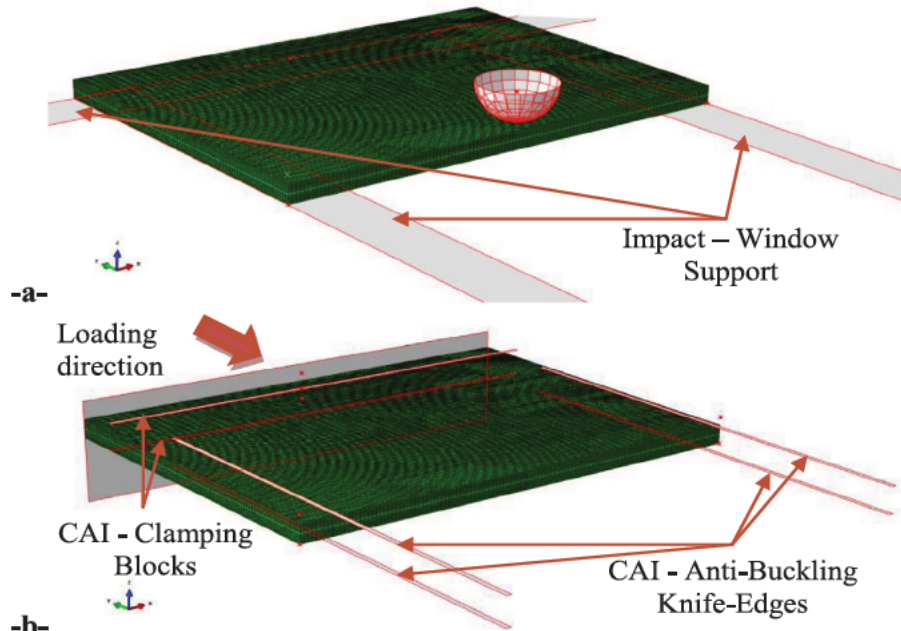 Impact – Window
Support
-a-
Loading
direction
CAI - Clamping
Blocks
CAI - Anti-Buckling
Knife-Edges
-b-